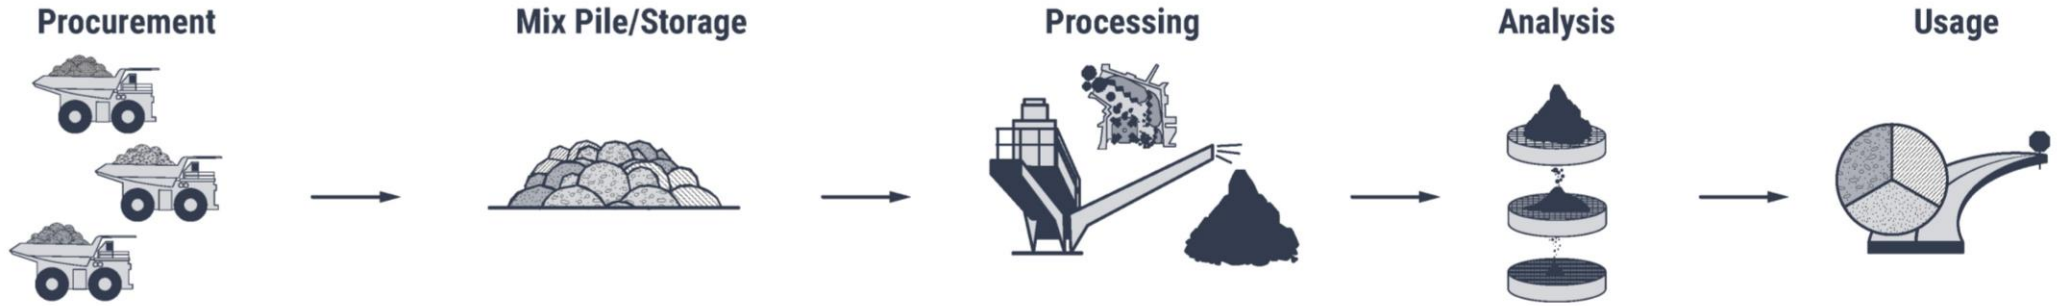 Procurement
Mix Pile/Storage
Processing
Analysis
Usage